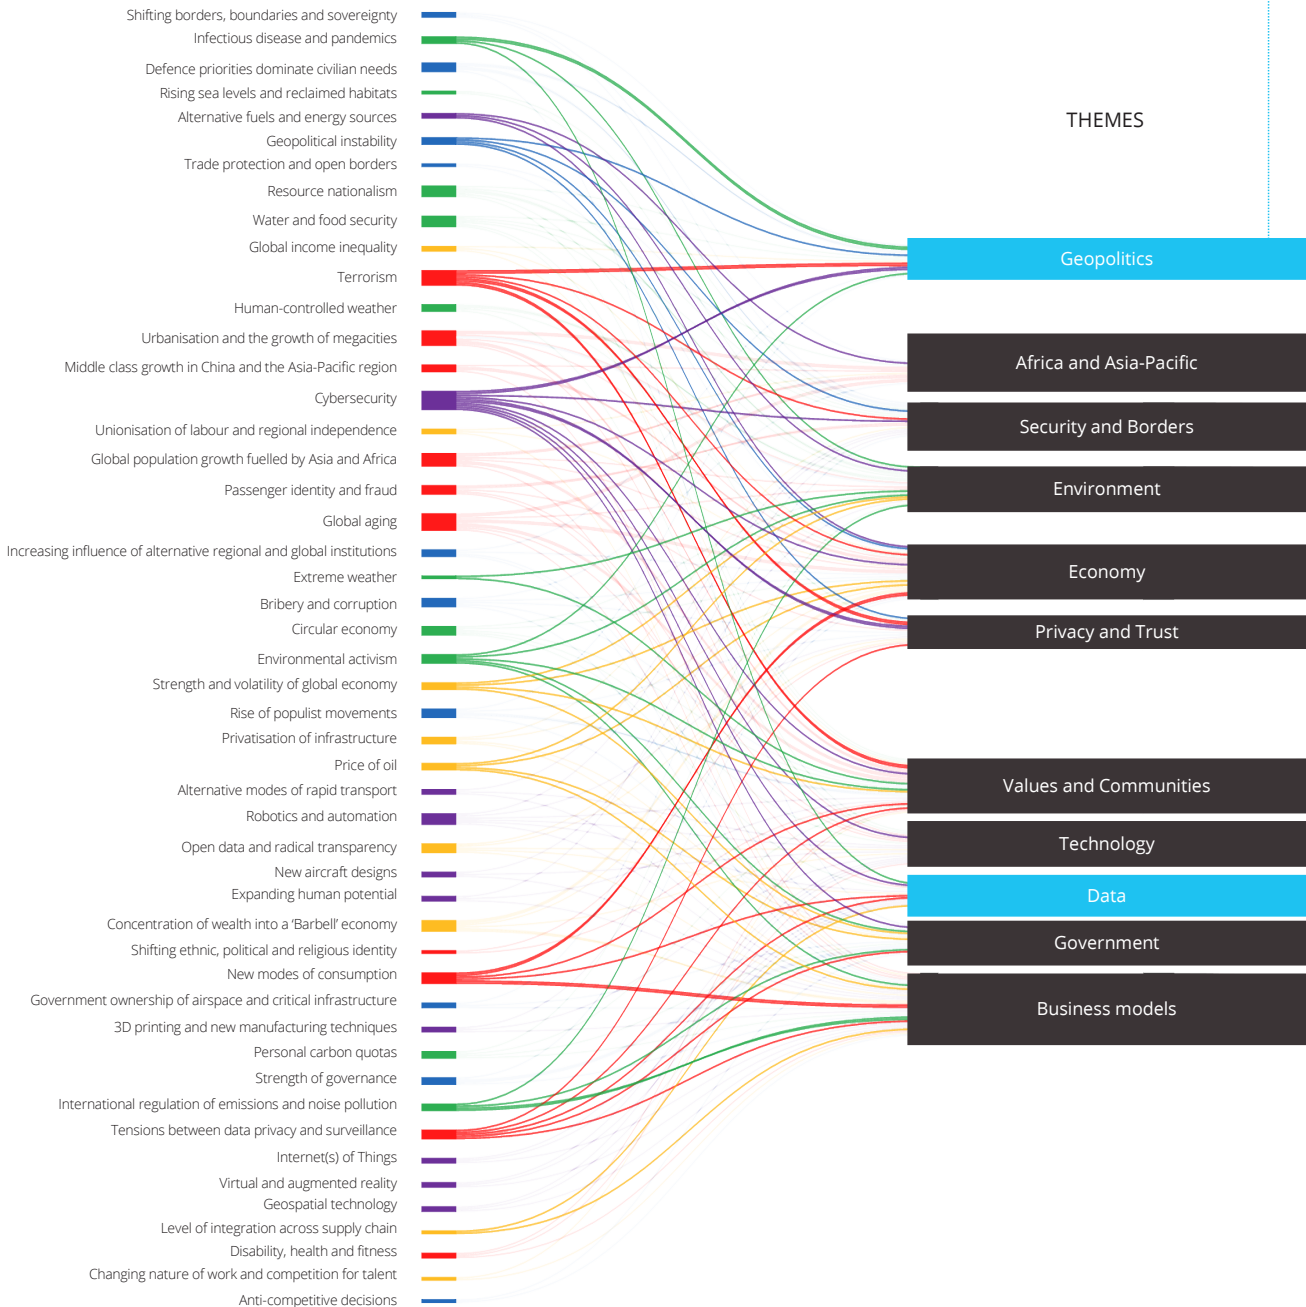 Shifting borders, boundaries and sovereignty
Infectious disease and pandemics
Defence priorities dominate civilian needs
Rising sea levels and reclaimed habitats
Alternative fuels and energy sources
Geopolitical instability
Trade protection and open borders
Resource nationalism
Water and food security
Global income inequality
Terrorism
Human-controlled weather
Urbanisation and the growth of megacities
Middle class growth in China and the Asia-Pacific region
Cybersecurity
Unionisation of labour and regional independence
Global population growth fuelled by Asia and Africa
Passenger identity and fraud
Global aging
Increasing influence of alternative regional and global institutions
Extreme weather
Bribery and corruption
Circular economy
Environmental activism
Strength and volatility of global economy
Rise of populist movements
Privatisation of infrastructure
Price of oil
Alternative modes of rapid transport
Robotics and automation
Open data and radical transparency
New aircraft designs
Expanding human potential
Concentration of wealth into a ‘Barbell’ economy
Shifting ethnic, political and religious identity
New modes of consumption
Government ownership of airspace and critical infrastructure
3D printing and new manufacturing techniques
Personal carbon quotas
Strength of governance
International regulation of emissions and noise pollution
Tensions between data privacy and surveillance
Internet(s) of Things
Virtual and augmented reality
Geospatial technology
Level of integration across supply chain
Disability, health and fitness
Changing nature of work and competition for talent
Anti-competitive decisions
THEMES
Geopolitics
Africa and Asia-Pacific
Security and Borders
Environment
Economy
Privacy and Trust
Values and Communities
Technology
Data
Government
Business models